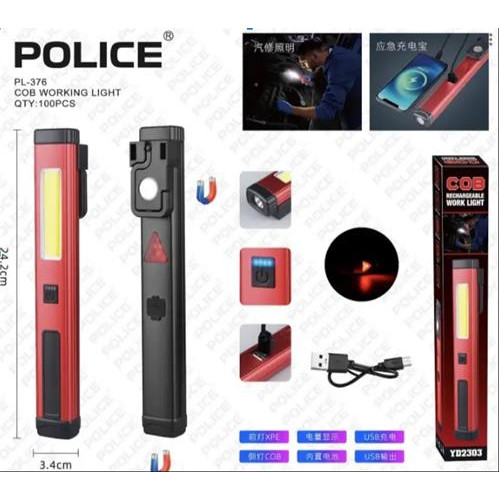 POLICE®
PL-376
COB WORKING LIGHT
QTY:100PCS
汽修照明
应急充电宝
24.2cm
3.4cm
COB
RECHARGEABLE
WORK LIGHT
YD2303
前灯XPE
电量显示
USB充电
侧灯COB
内置电池
USB输出